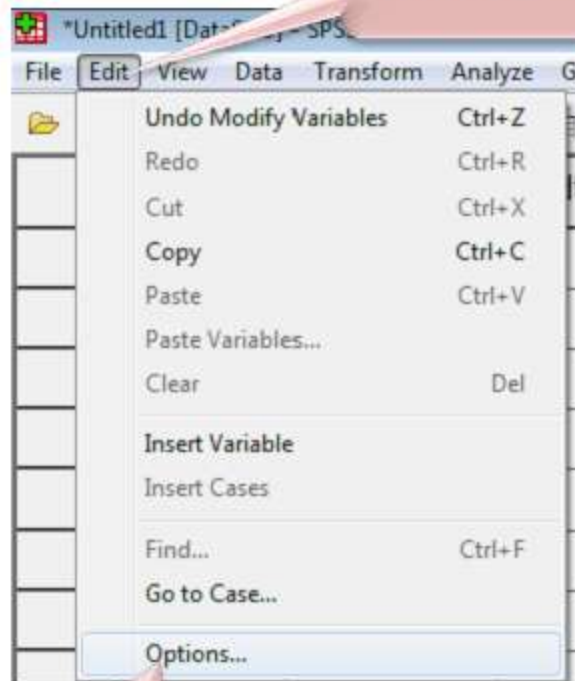 *Untitled1 [Data
File Edit View Data Transform Analyze G
Undo Modify Variables Ctrl+Z
Redo Ctrl+R
Cut Ctrl+X
Copy Ctrl+C
Paste Ctrl+V
Paste Variables...
Clear Del
Insert Variable
Insert Cases
Find... Ctrl+F
Go to Case...
Options...